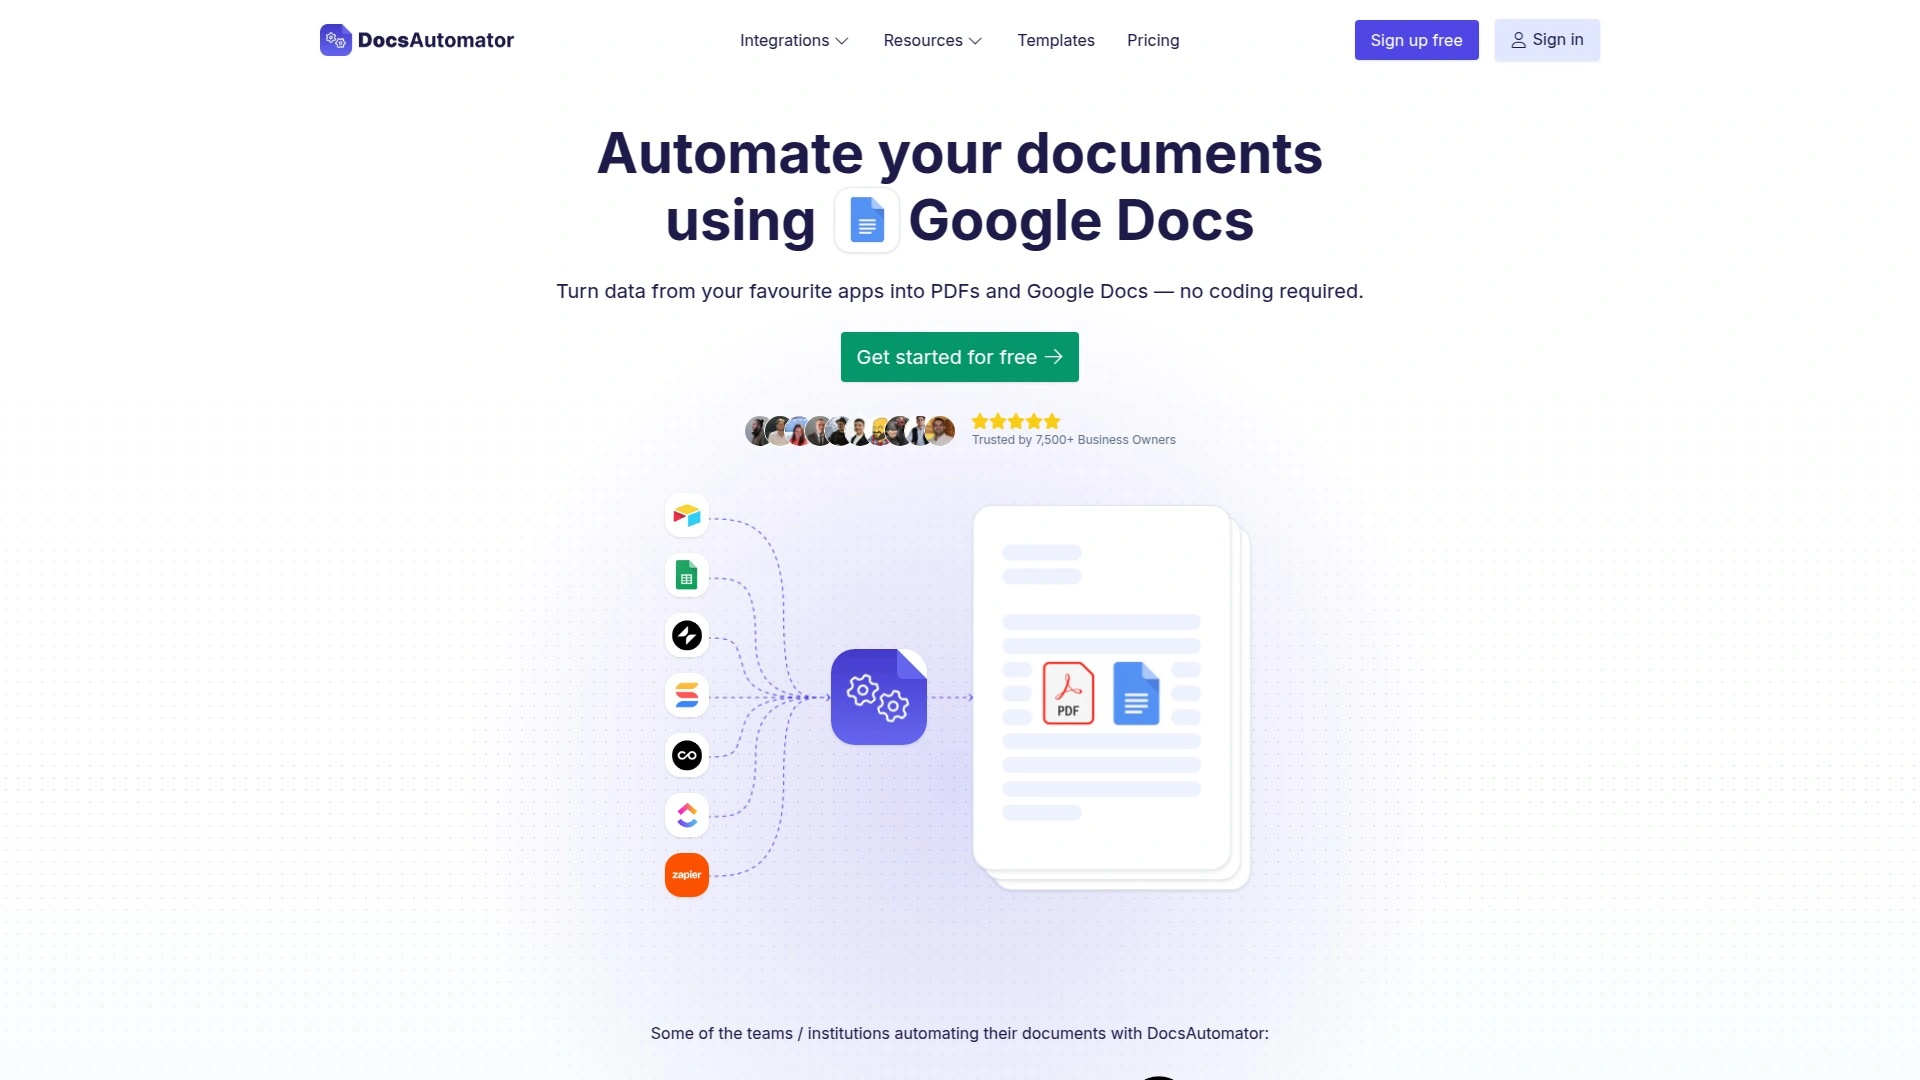 DocsAutomator
Integrations
Resources
Templates
Pricing
Sign up free
Sign in
Automate your documents
using Google Docs
Turn data from your favourite apps into PDFs and Google Docs — no coding required.
Get started for free
Trusted by 7,500+ Business Owners
PDF
zapier
Some of the teams / institutions automating their documents with DocsAutomator: